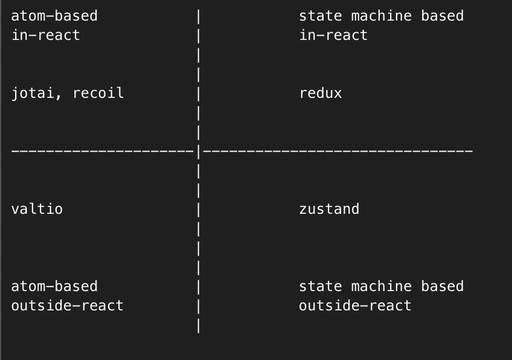 atom-based | state machine based
in-react | in-react
|
|
jotai, recoil | redux
|
|
---------------------|-------------------------------
|
|
valtio | zustand
|
|
|
atom-based | state machine based
outside-react | outside-react
|